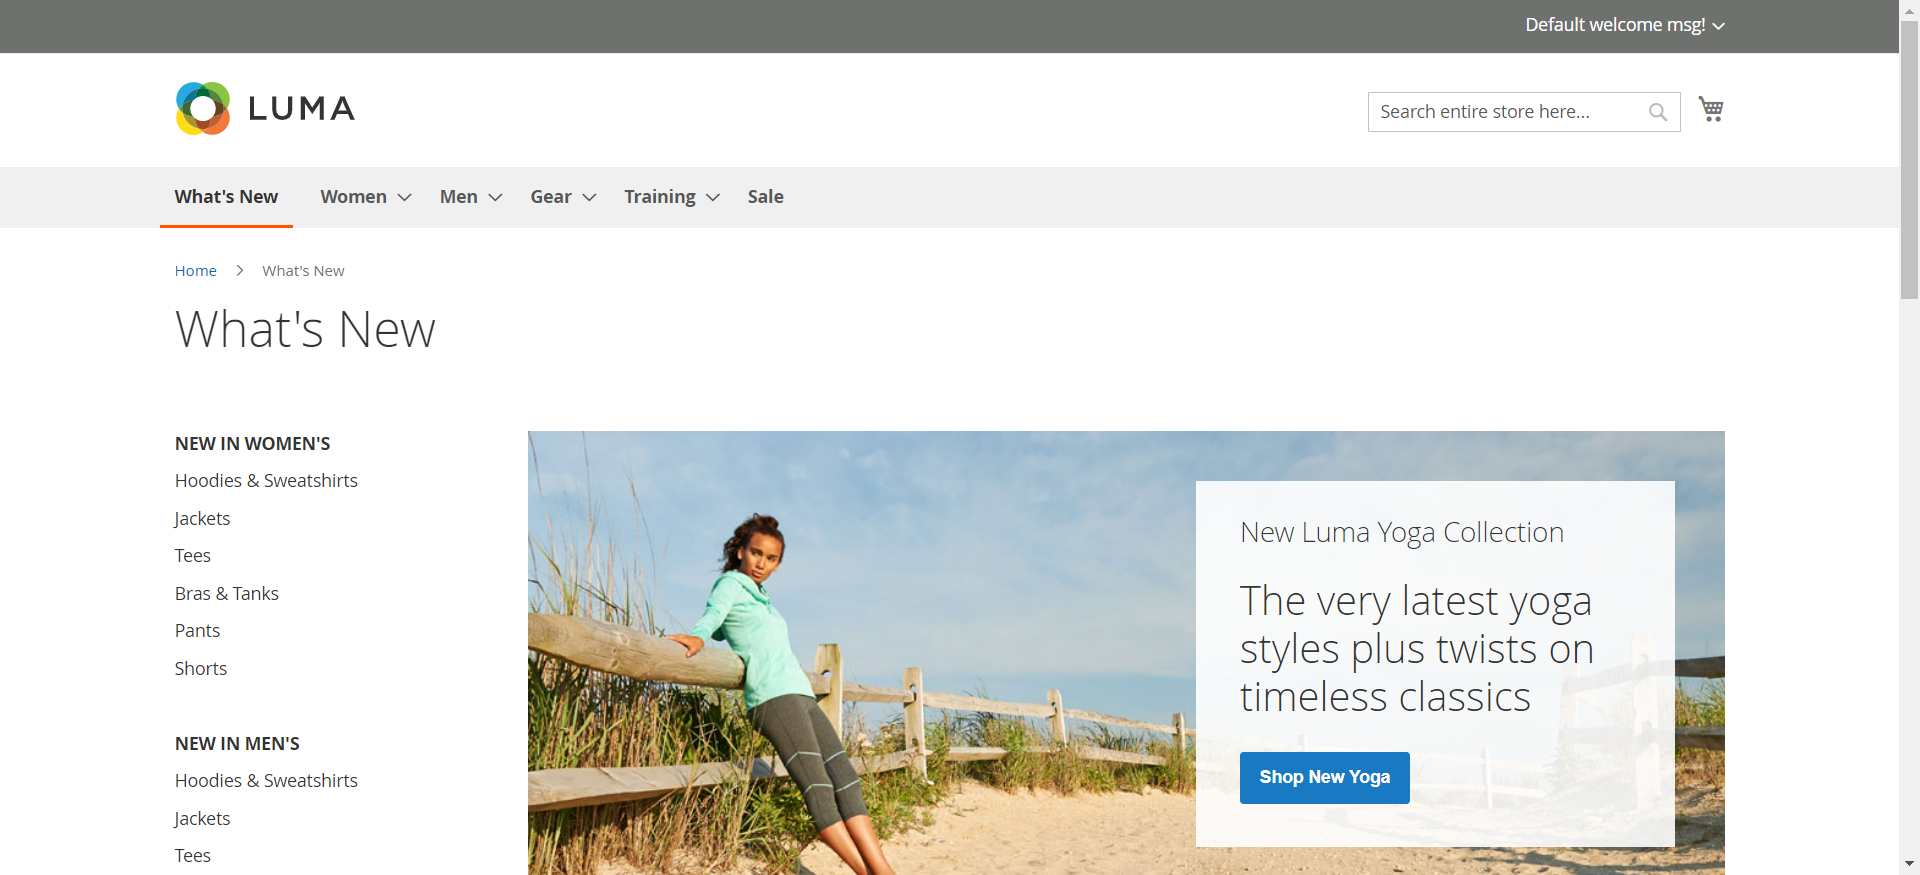 Default welcome msg!
LUMA
Search entire store here...
What's New
Women
Men
Gear
Training
Sale
Home
What's New
What's New
NEW IN WOMEN'S
Hoodies & Sweatshirts
Jackets
Tees
Bras & Tanks
Pants
Shorts
NEW IN MEN'S
Hoodies & Sweatshirts
Jackets
Tees
New Luma Yoga Collection
The very latest yoga
styles plus twists on
timeless classics
Shop New Yoga